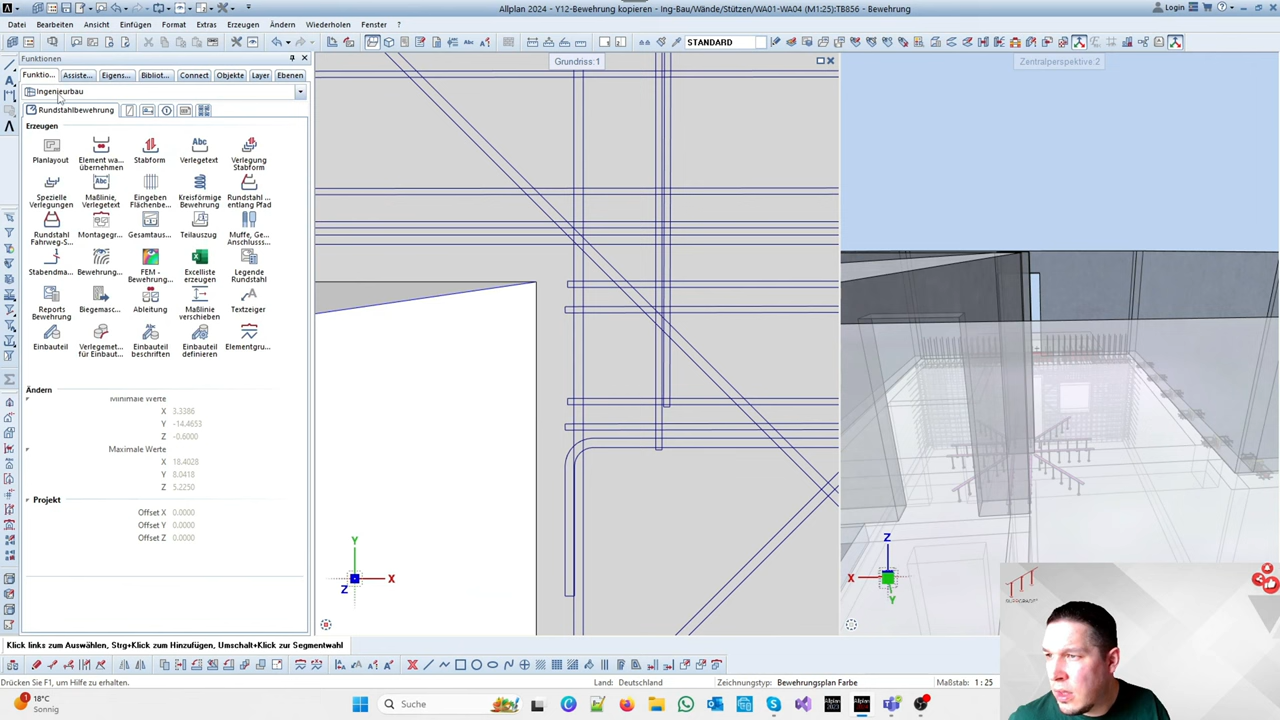 Allplan 2024 - Y12-Bewehrung kopieren - Ing-Bau/Wände/Stützen/WA01-WA04 (M1:25):TB856 - Bewehrung
Login
Datei Bearbeiten Ansicht Einfügen Format Extras Erzeugen Ändern Wiederholen Fenster ?
STANDARD
Funktionen
Funktio... Assiste... Eigens... Bibliot... Connect Objekte Layer Ebenen
Ingenieurbau
Rundstahlbewehrung
Erzeugen
Planlayout
Element wa... übernehmen
Stabform
Verlegetext
Verlegung Stabform
Spezielle Verlegungen
Maßlinie, Verlegetext
Eingeben Flächenbe...
Kreisförmige Bewehrung
Rundstahl ... entlang Pfad
Rundstahl Fahrweg-S...
Montagegr...
Gesamtaus...
Teilauszug
Muffe, Ge... Anschlusss...
Stabendma...
Bewehrung...
FEM - Bewehrung...
Excelliste erzeugen
Legende Rundstahl
Reports Bewehrung
Biegemasc...
Ableitung
Maßlinie verschieben
Textzeiger
Einbauteil
Verlegemet... für Einbaut...
Einbauteil beschriften
Einbauteil definieren
Elementgru...
Ändern
Minimale Werte
X 3.3386
Y -14.4653
Z -0.6000
Maximale Werte
X 18.4028
Y 8.0418
Z 5.2250
Projekt
Offset X 0.0000
Offset Y 0.0000
Offset Z 0.0000
Grundriss:1
Y
X
Z
Zentralperspektive:2
Z
X
Y
Klick links zum Auswählen, Strg+Klick zum Hinzufügen, Umschalt+Klick zur Segmentwahl
Drücken Sie F1, um Hilfe zu erhalten.
Land: Deutschland
Zeichnungstyp: Bewehrungsplan Farbe
Maßstab: 1 : 25
18°C
Sonnig
Suche